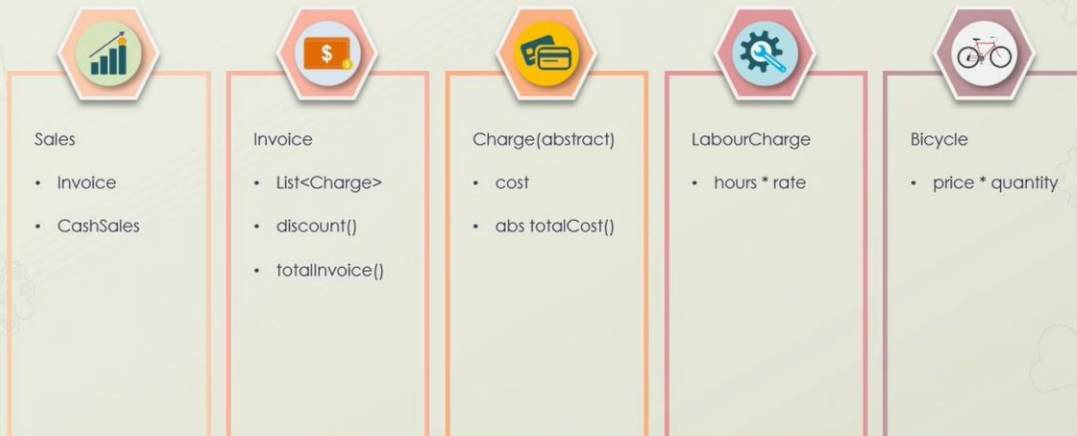 $
Sales
• Invoice
• CashSales
Invoice
• List<Charge>
• discount()
• totalInvoice()
Charge(abstract)
• cost
• abs totalCost()
LabourCharge
• hours * rate
Bicycle
• price * quantity